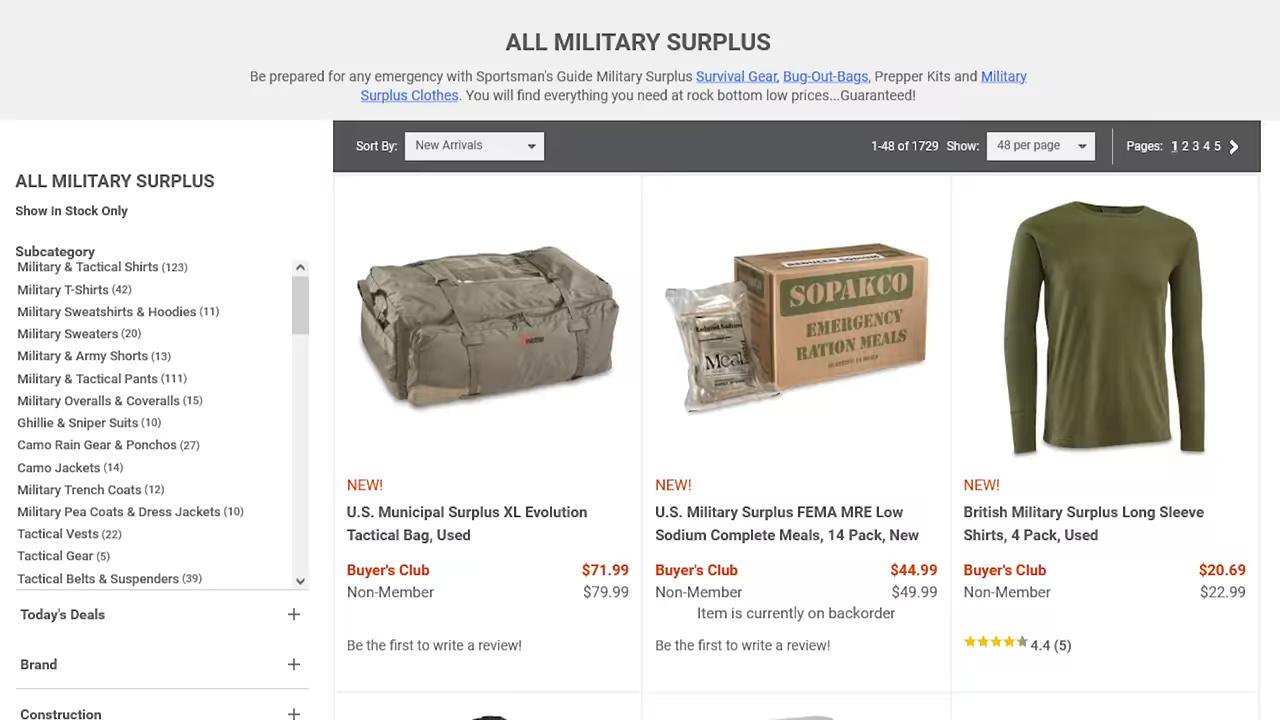 ALL MILITARY SURPLUS
Be prepared for any emergency with Sportsman's Guide Military Surplus Survival Gear, Bug-Out-Bags, Prepper Kits and Military
Surplus Clothes. You will find everything you need at rock bottom low prices...Guaranteed!
Sort By: New Arrivals 1-48 of 1729 Show: 48 per page Pages: 1 2 3 4 5
ALL MILITARY SURPLUS
Show In Stock Only
Subcategory
Military & Tactical Shirts (123)
Military T-Shirts (42)
Military Sweatshirts & Hoodies (11)
Military Sweaters (20)
Military & Army Shorts (13)
Military & Tactical Pants (111)
Military Overalls & Coveralls (15)
Ghillie & Sniper Suits (10)
Camo Rain Gear & Ponchos (27)
Camo Jackets (14)
Military Trench Coats (12)
Military Pea Coats & Dress Jackets (10)
Tactical Vests (22)
Tactical Gear (5)
Tactical Belts & Suspenders (39)
Today's Deals
Brand
Construction
NEW!
U.S. Municipal Surplus XL Evolution
Tactical Bag, Used
Buyer's Club $71.99
Non-Member $79.99
Be the first to write a review!
REDUCED SODIUM
SOPAKCO
EMERGENCY
RATION MEALS
Meal
NEW!
U.S. Military Surplus FEMA MRE Low
Sodium Complete Meals, 14 Pack, New
Buyer's Club $44.99
Non-Member $49.99
Item is currently on backorder
Be the first to write a review!
NEW!
British Military Surplus Long Sleeve
Shirts, 4 Pack, Used
Buyer's Club $20.69
Non-Member $22.99
4.4 (5)